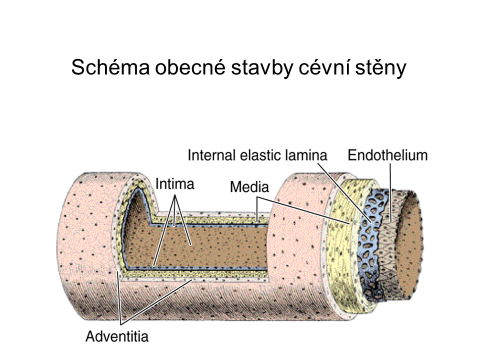 Schéma obecné stavby cévní stěny
Internal elastic lamina
Endothelium
Intima
Media
Adventitia